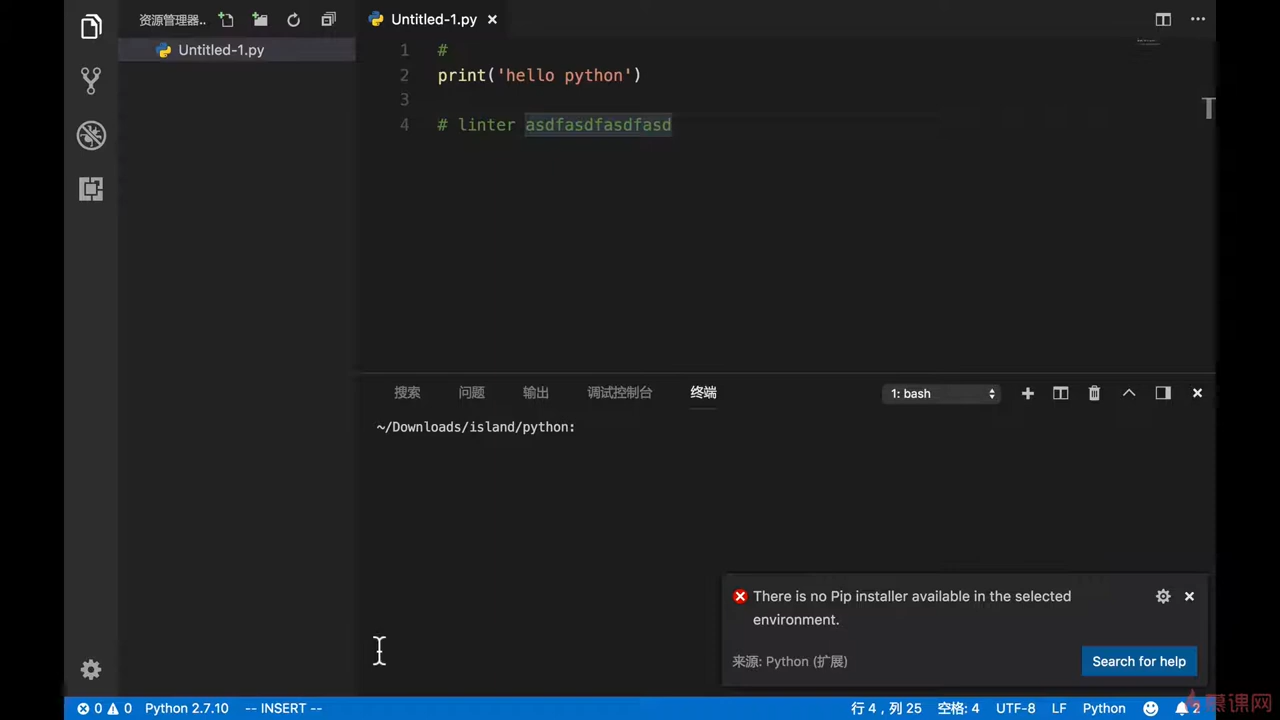 资源管理器..
Untitled-1.py
Untitled-1.py
1 #
2 print('hello python')
3
4 # linter asdfasdfasdfasd
搜索 问题 输出 调试控制台 终端
1: bash
~/Downloads/island/python:
There is no Pip installer available in the selected
environment.
来源: Python (扩展)
Search for help
0 0 Python 2.7.10 -- INSERT --
行 4，列 25 空格: 4 UTF-8 LF Python 2
慕课网